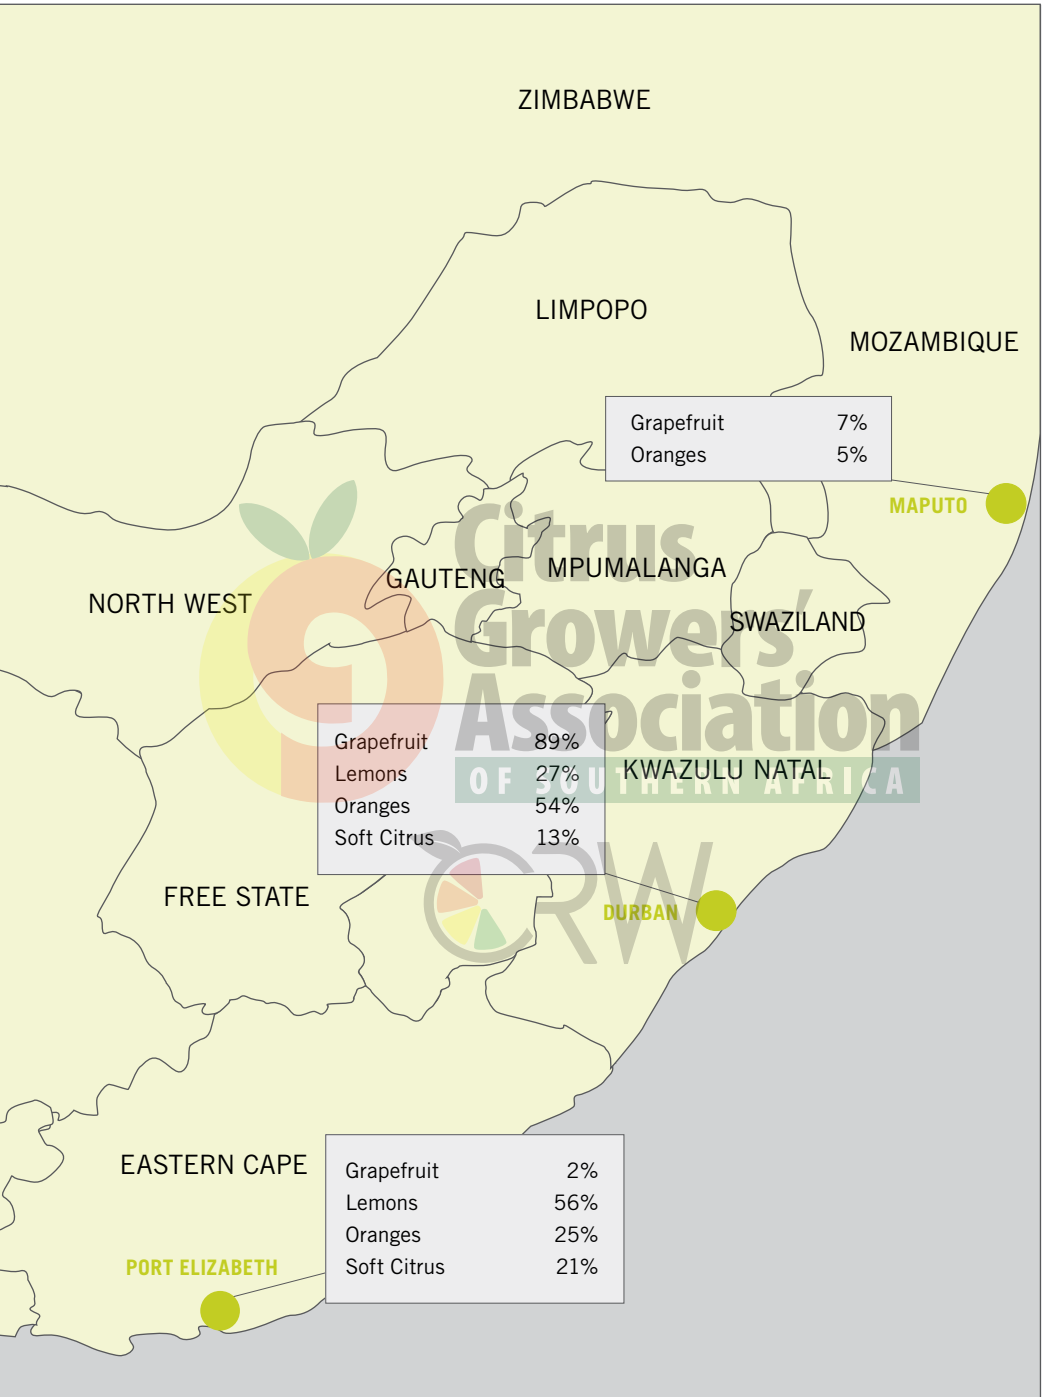 ZIMBABWE
LIMPOPO
MOZAMBIQUE
Grapefruit 7%
Oranges 5%
MAPUTO
Citrus
Growers'
Association
OF SOUTHERN AFRICA
GAUTENG
MPUMALANGA
NORTH WEST
SWAZILAND
Grapefruit 89%
Lemons 27%
Oranges 54%
Soft Citrus 13%
KWAZULU NATAL
CRW
FREE STATE
DURBAN
EASTERN CAPE
Grapefruit 2%
Lemons 56%
Oranges 25%
Soft Citrus 21%
PORT ELIZABETH